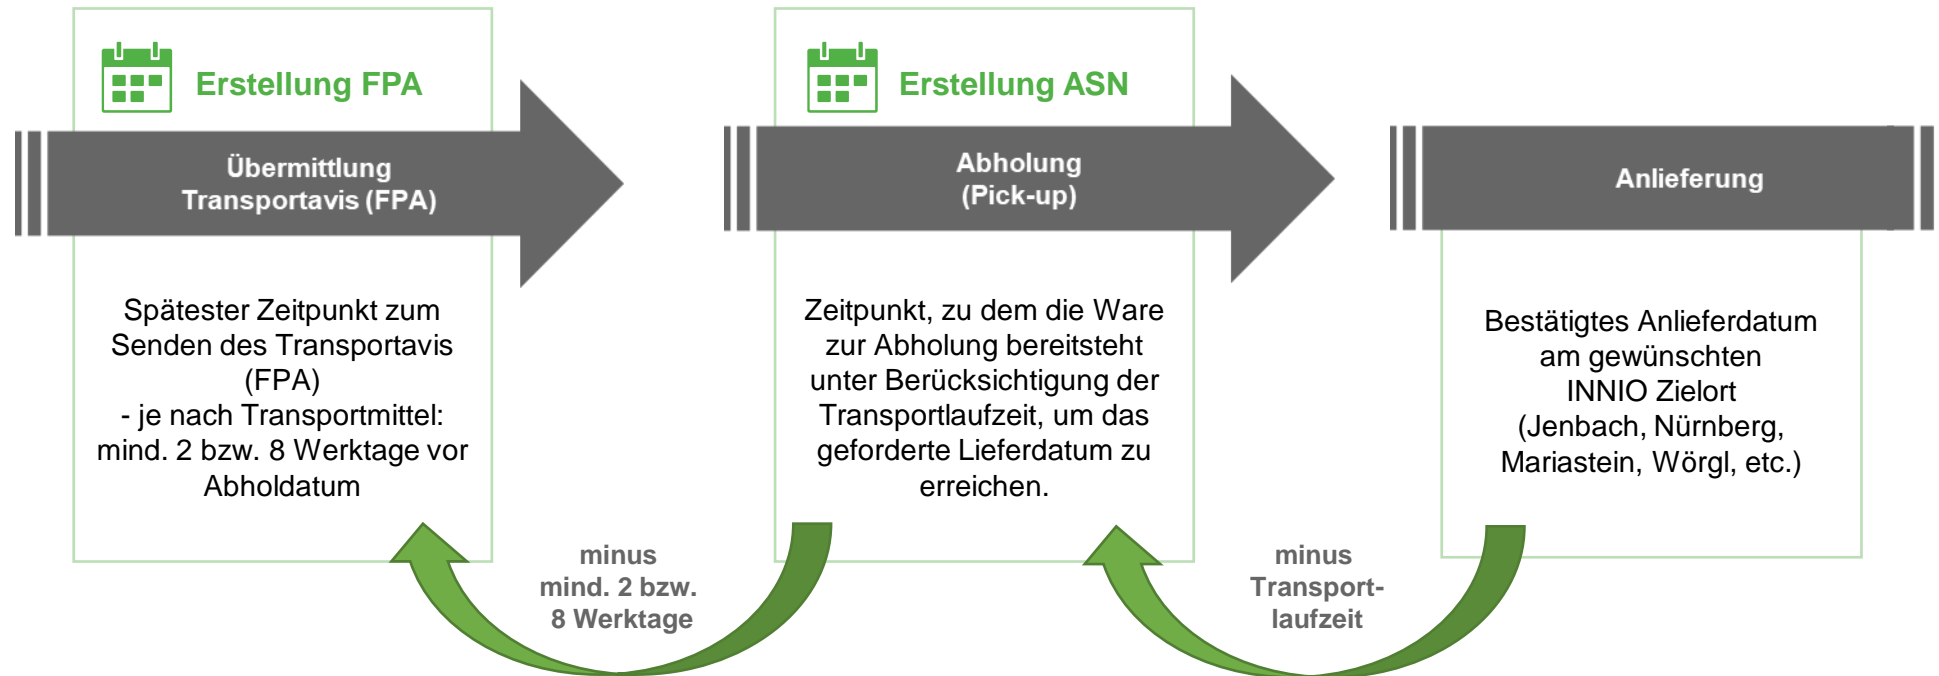 Erstellung FPA
Übermittlung
Transportavis (FPA)
Spätester Zeitpunkt zum
Senden des Transportavis
(FPA)
- je nach Transportmittel:
mind. 2 bzw. 8 Werktage vor
Abholdatum
minus
mind. 2 bzw.
8 Werktage
Erstellung ASN
Abholung
(Pick-up)
Zeitpunkt, zu dem die Ware
zur Abholung bereitsteht
unter Berücksichtigung der
Transportlaufzeit, um das
geforderte Lieferdatum zu
erreichen.
minus
Transport-
laufzeit
Anlieferung
Bestätigtes Anlieferdatum
am gewünschten
INNIO Zielort
(Jenbach, Nürnberg,
Mariastein, Wörgl, etc.)